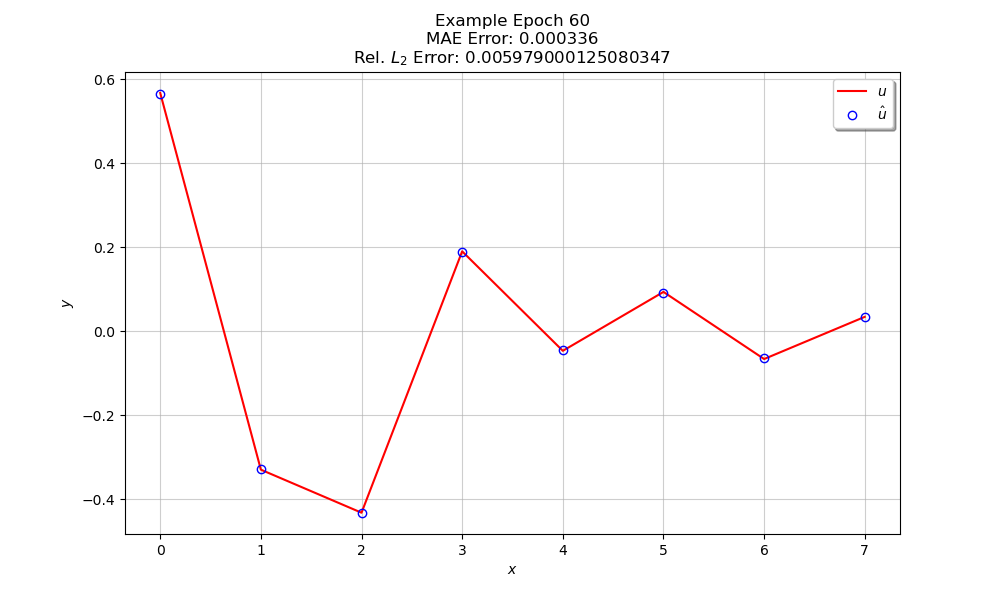 Example Epoch 60
MAE Error: 0.000336
Rel. $L_2$ Error: 0.005979000125080347
u
û
0.6
0.4
0.2
0.0
−0.2
−0.4
y
0 1 2 3 4 5 6 7
x